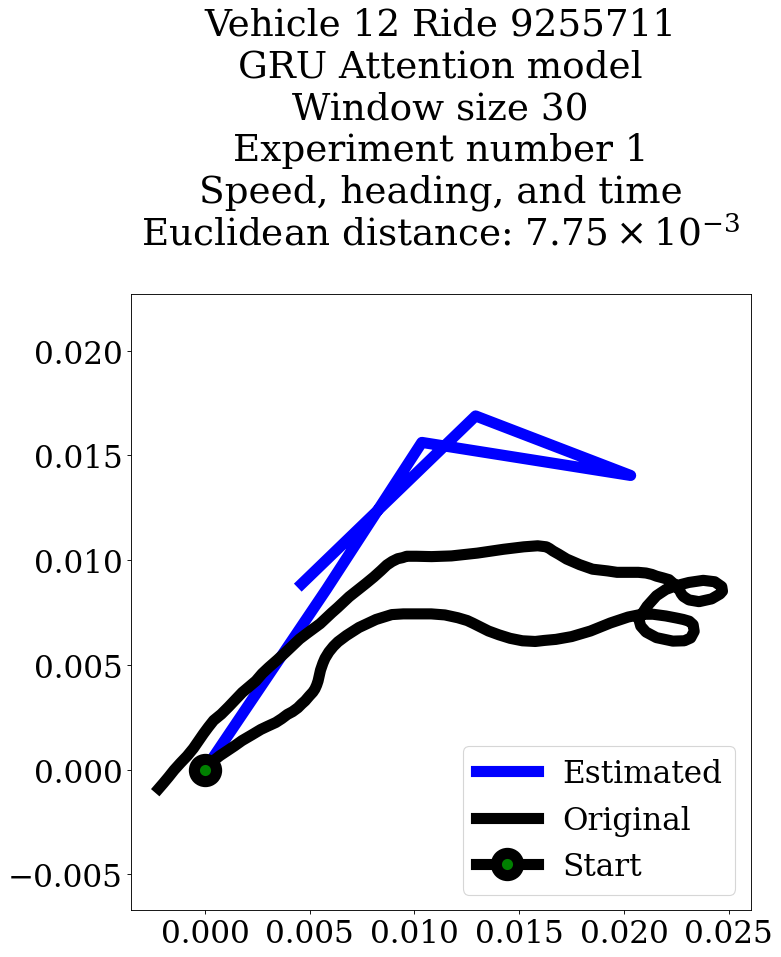 Vehicle 12 Ride 9255711
GRU Attention model
Window size 30
Experiment number 1
Speed, heading, and time
Euclidean distance: 7.75 × 10⁻³
0.020
0.015
0.010
0.005
0.000
−0.005
Estimated
Original
Start
0.000 0.005 0.010 0.015 0.020 0.025